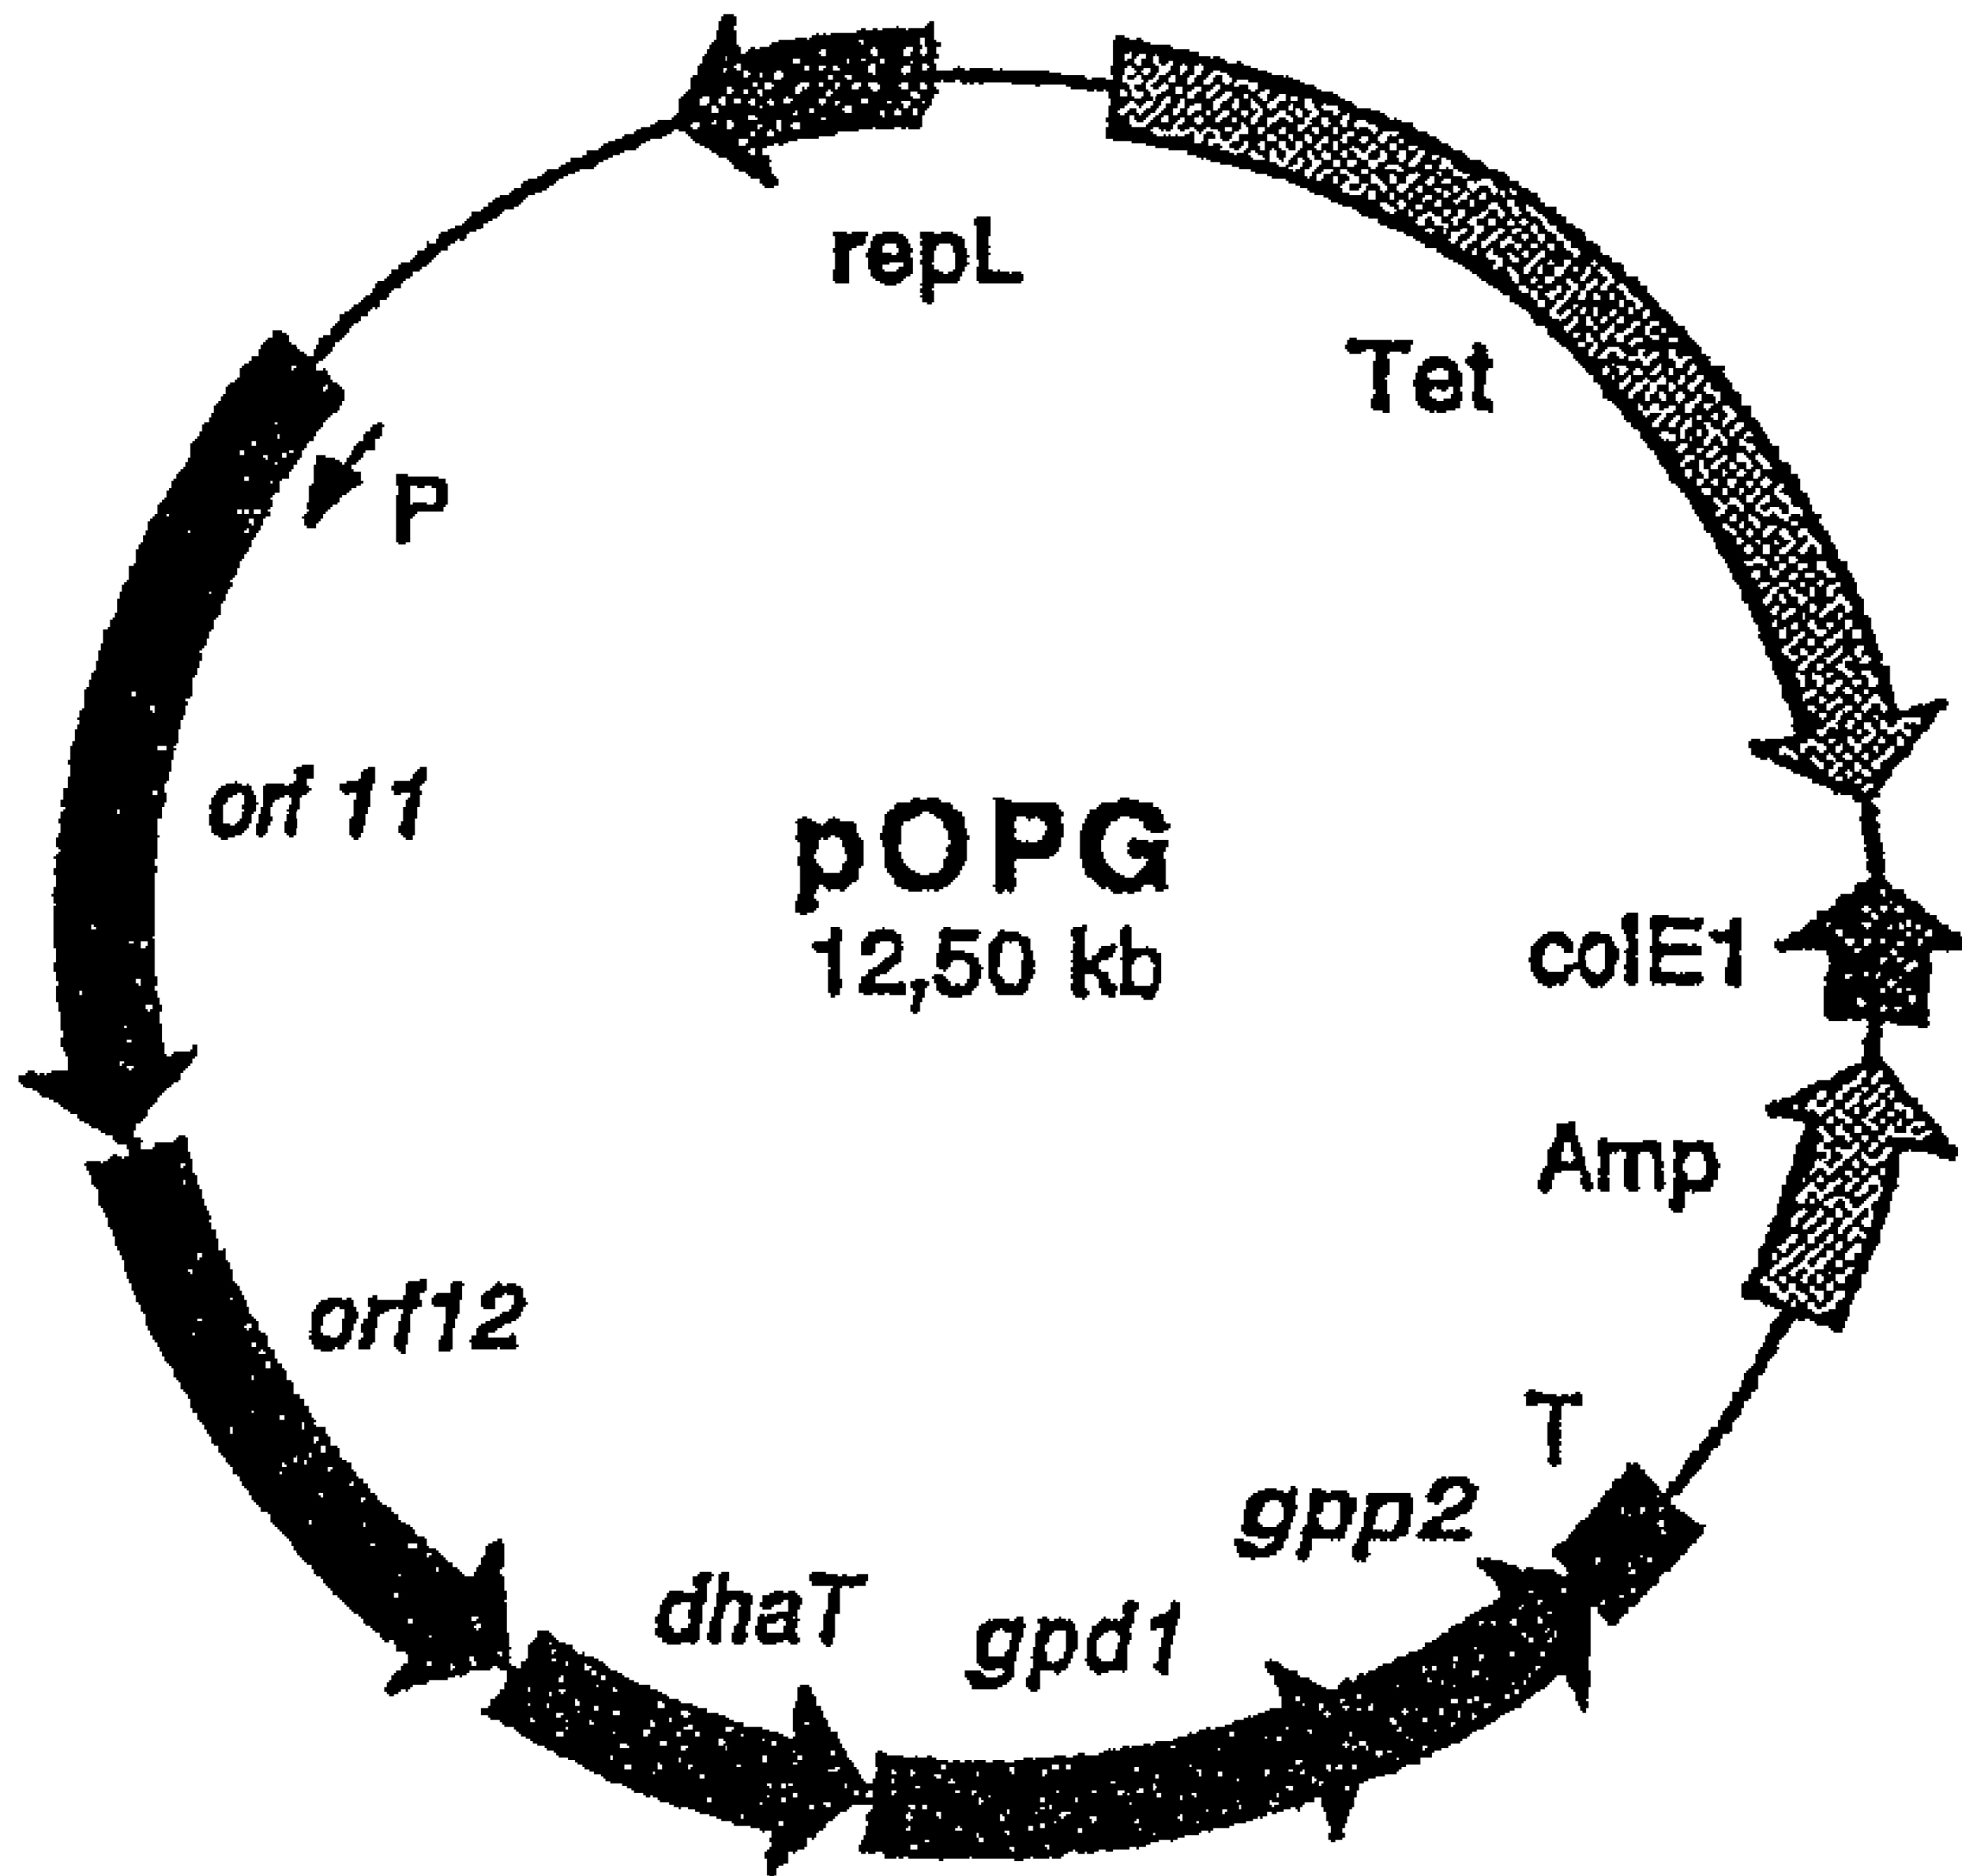 repL
Tet
P
orf 11
pOPG
12,50 kb
colE1
Amp
orf12
T
gpp2
dhaT
gpd1